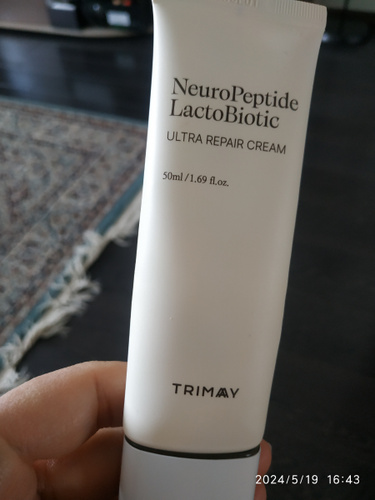 NeuroPeptide
LactoBiotic
ULTRA REPAIR CREAM
50ml / 1.69 fl.oz.
TRIMAY
2024/5/19 16:43